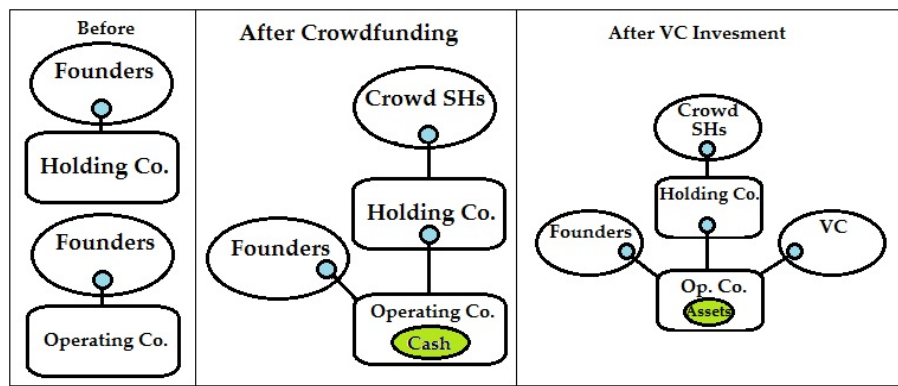 Before
Founders
Holding Co.
Founders
Operating Co.
After Crowdfunding
Crowd SHs
Holding Co.
Founders
Operating Co.
Cash
After VC Invesment
Crowd
SHs
Holding Co.
Founders
VC
Op. Co.
Assets